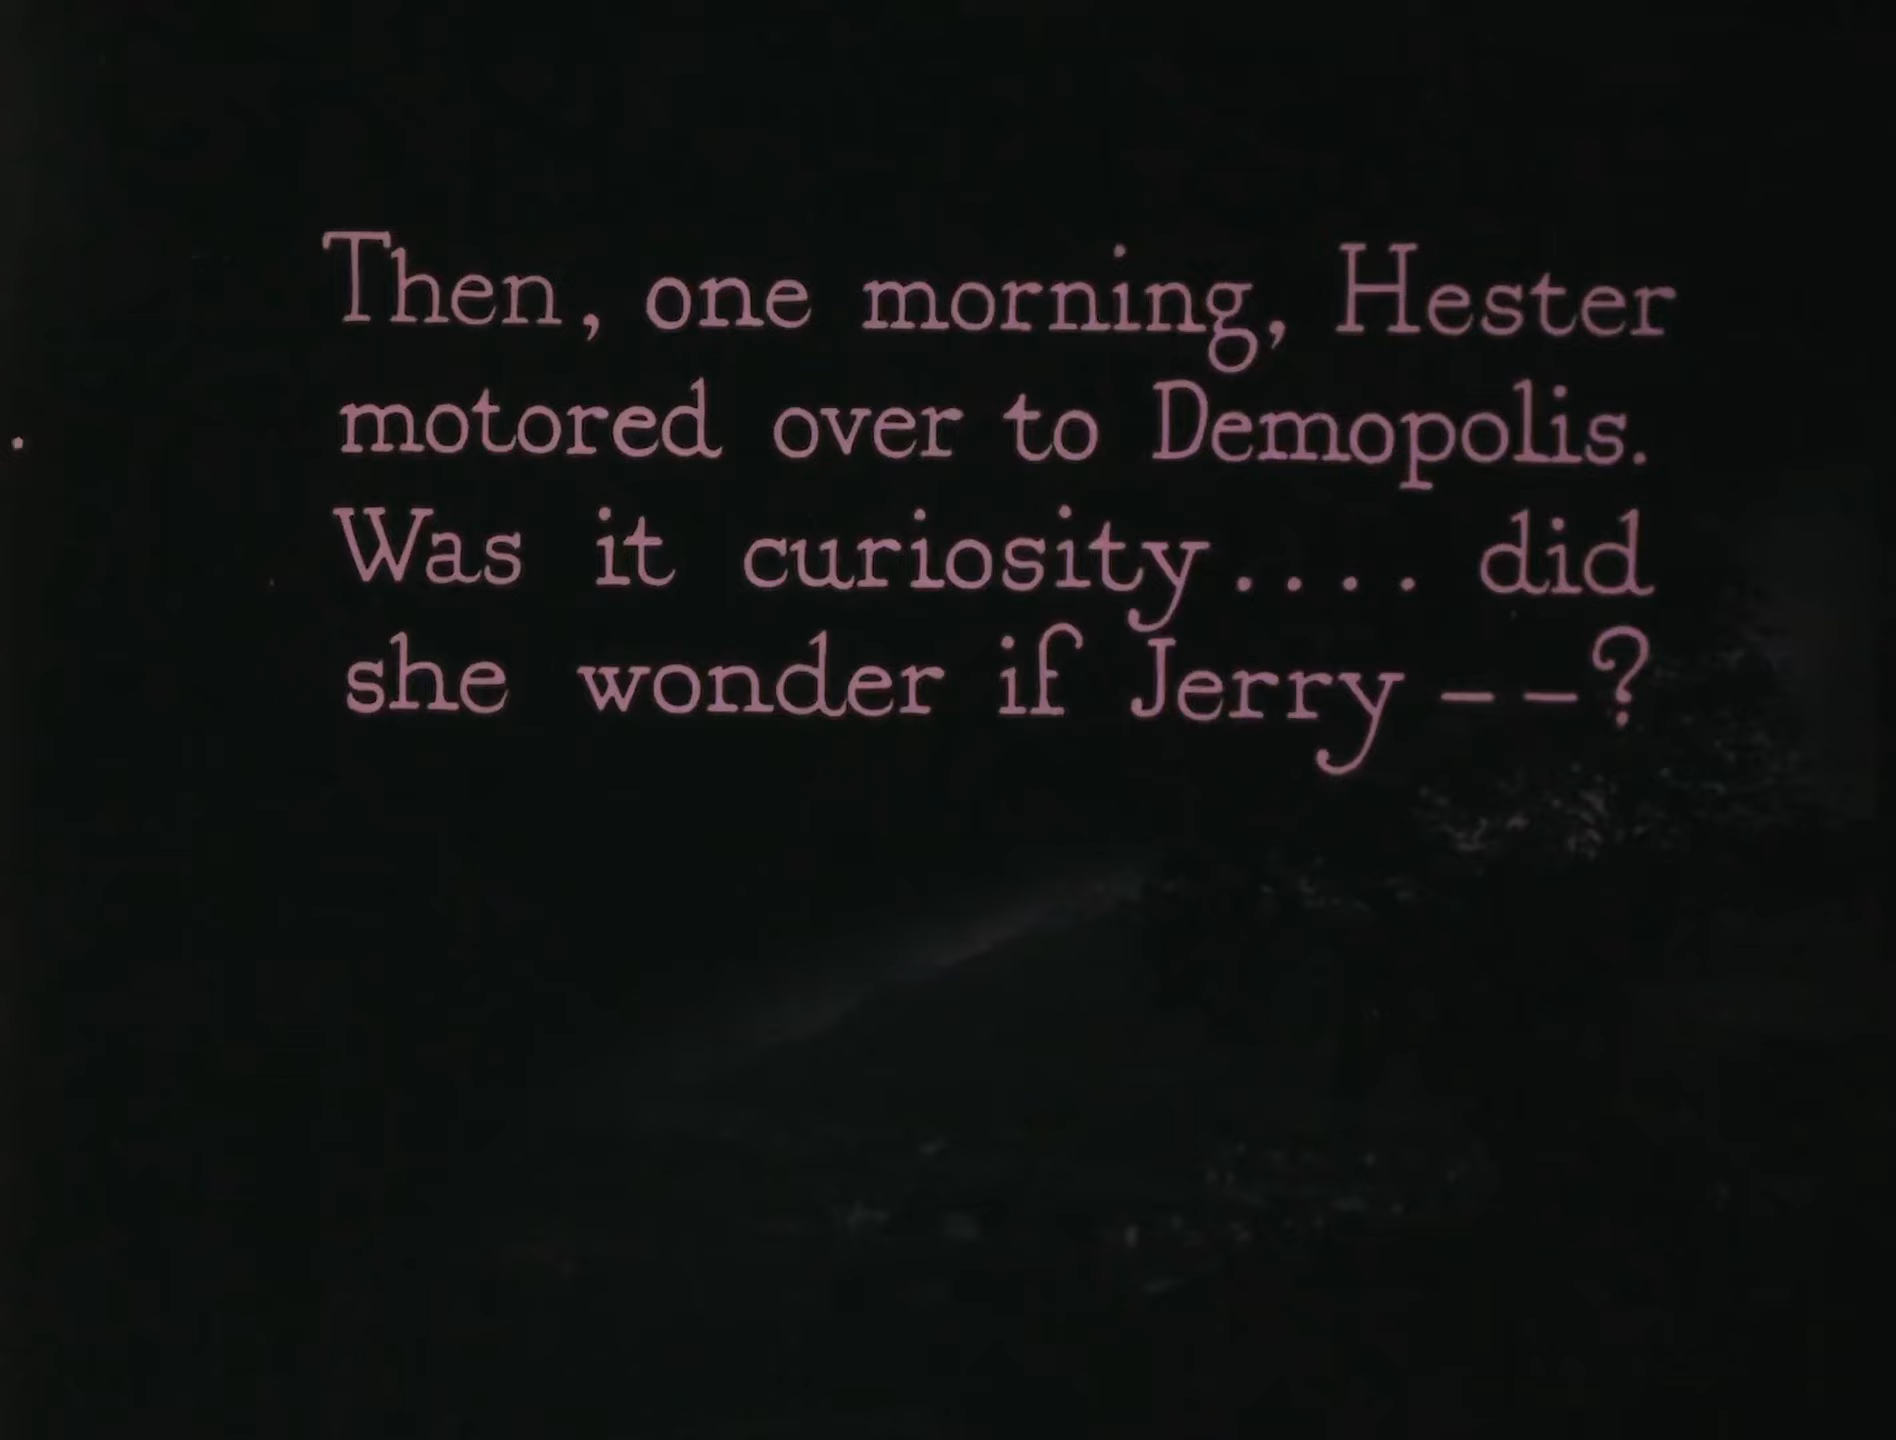 Then, one morning, Hester
motored over to Demopolis.
Was it curiosity.... did
she wonder if Jerry--?